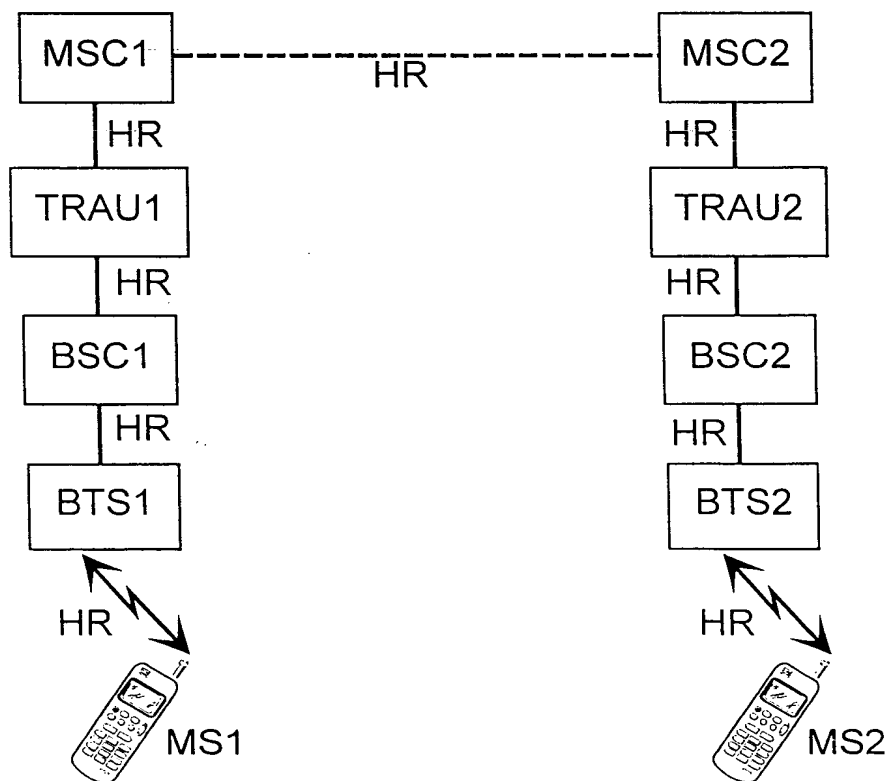 MSC1 MSC2
HR
HR HR
TRAU1 TRAU2
HR HR
BSC1 BSC2
HR HR
BTS1 BTS2
HR HR
MS1 MS2